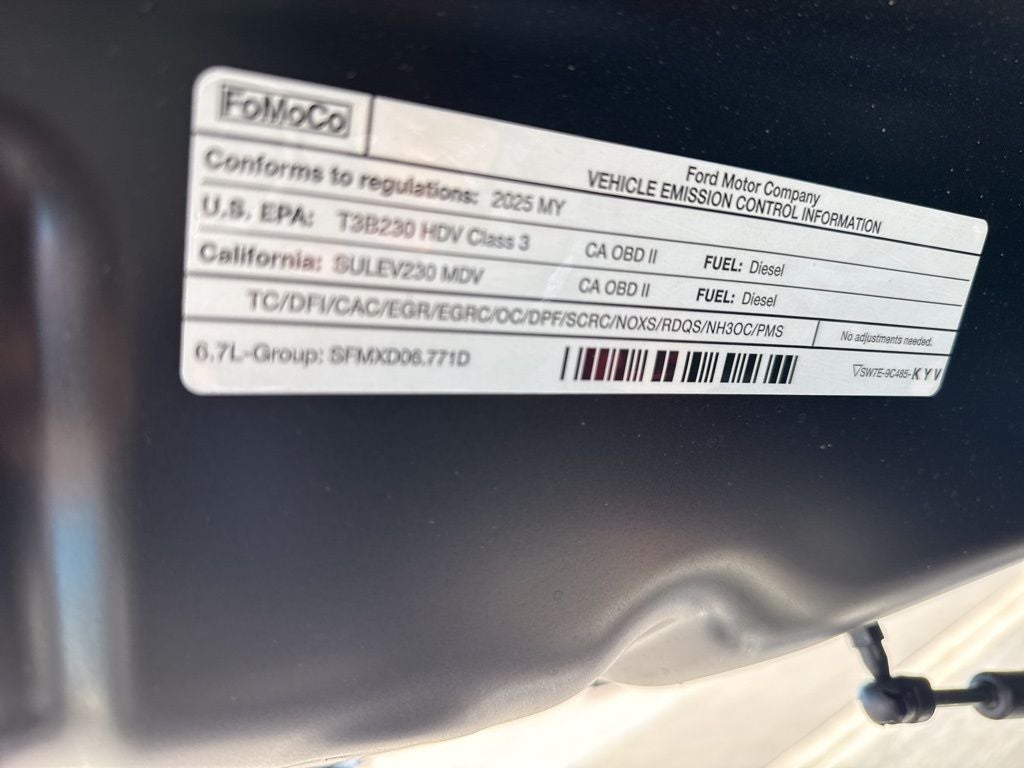 FoMoCo
Ford Motor Company
VEHICLE EMISSION CONTROL INFORMATION
Conforms to regulations: 2025 MY
U.S. EPA: T3B230 HDV Class 3 CA OBD II FUEL: Diesel
California: SULEV230 MDV CA OBD II FUEL: Diesel
TC/DFI/CAC/EGR/EGRC/OC/DPF/SCRC/NOXS/RDQS/NH3OC/PMS No adjustments needed.
6.7L-Group: SFMXD06.771D SW7E-9C485-KYV